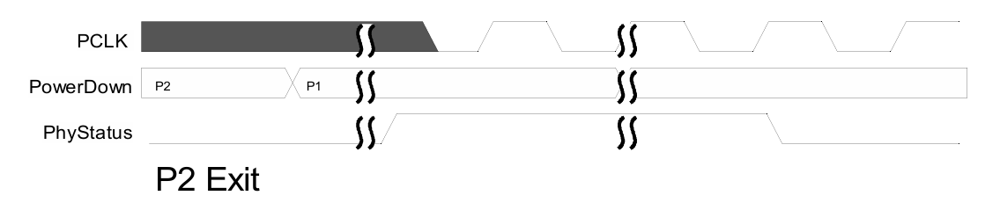 PCLK
PowerDown P2 P1
PhyStatus
P2 Exit